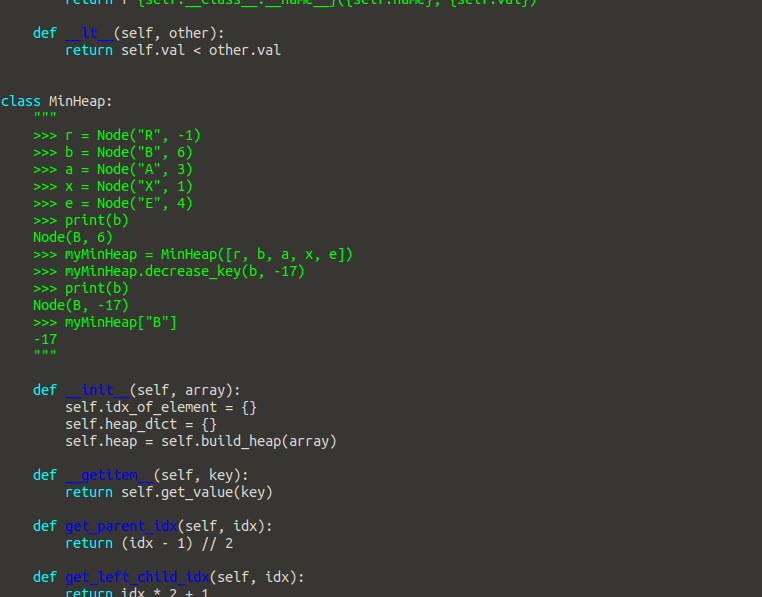 return f"{self.__class__.__name__}({self.name}, {self.val})"
def __lt__(self, other):
return self.val < other.val
class MinHeap:
"""
>>> r = Node("R", -1)
>>> b = Node("B", 6)
>>> a = Node("A", 3)
>>> x = Node("X", 1)
>>> e = Node("E", 4)
>>> print(b)
Node(B, 6)
>>> myMinHeap = MinHeap([r, b, a, x, e])
>>> myMinHeap.decrease_key(b, -17)
>>> print(b)
Node(B, -17)
>>> myMinHeap["B"]
-17
"""
def __init__(self, array):
self.idx_of_element = {}
self.heap_dict = {}
self.heap = self.build_heap(array)
def __getitem__(self, key):
return self.get_value(key)
def get_parent_idx(self, idx):
return (idx - 1) // 2
def get_left_child_idx(self, idx):
return idx * 2 + 1